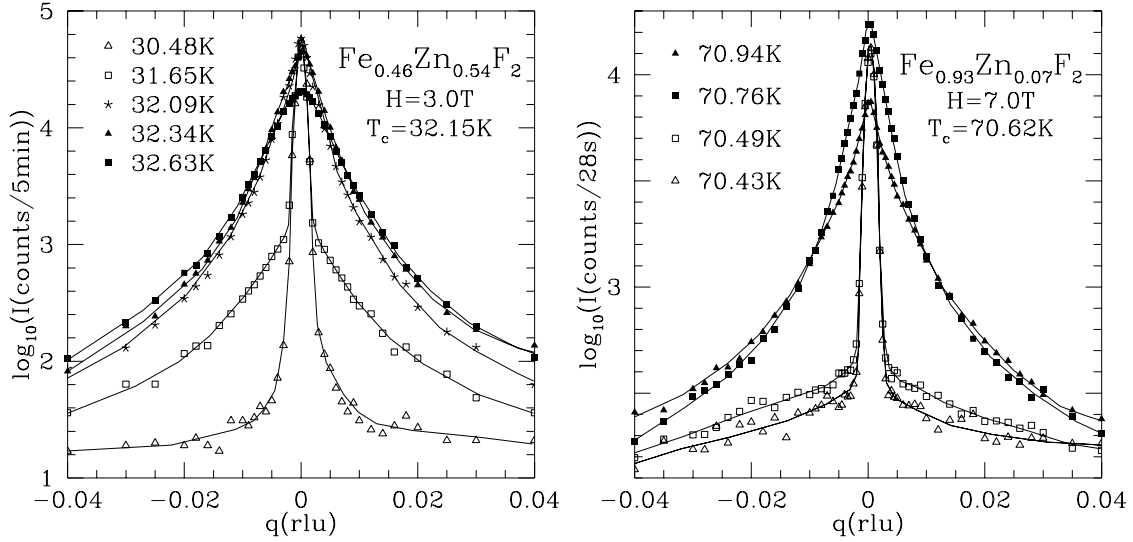 5
4
3
2
1
log₁₀(I(counts/5min))
30.48K
31.65K
32.09K
32.34K
32.63K
Fe₀.₄₆Zn₀.₅₄F₂
H=3.0T
T_c=32.15K
−0.04
−0.02
0
0.02
0.04
q(rlu)
4
3
log₁₀(I(counts/28s))
70.94K
70.76K
70.49K
70.43K
Fe₀.₉₃Zn₀.₀₇F₂
H=7.0T
T_c=70.62K
−0.04
−0.02
0
0.02
0.04
q(rlu)